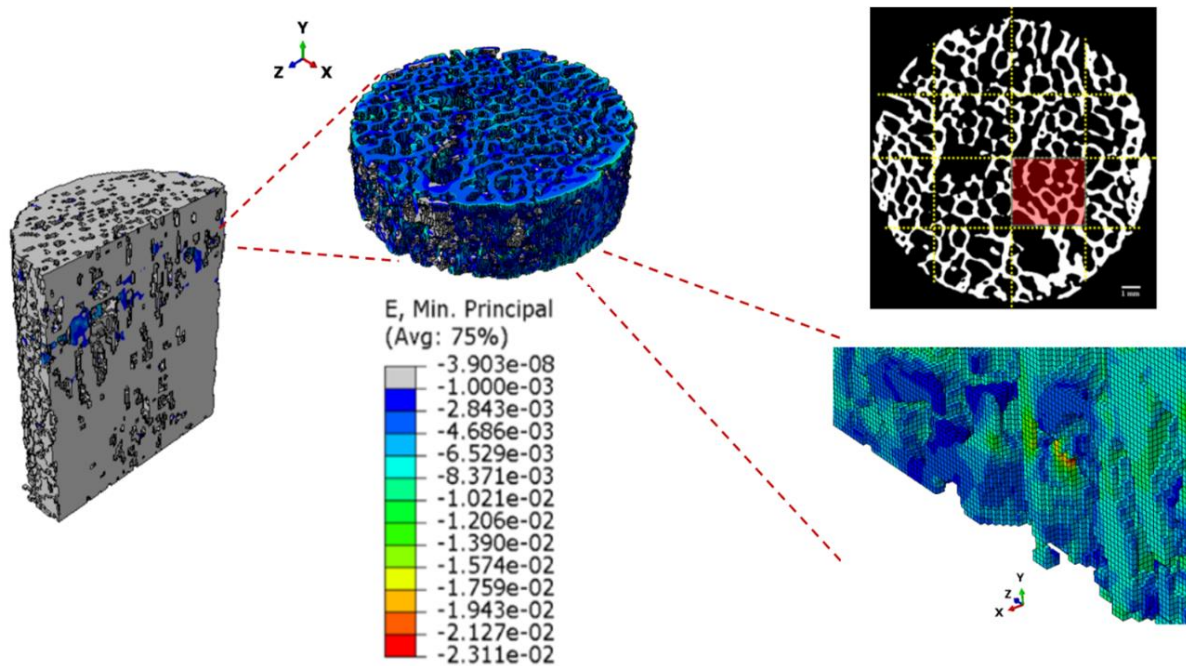 Y
Z
X
E, Min. Principal
(Avg: 75%)
-3.903e-08
-1.000e-03
-2.843e-03
-4.686e-03
-6.529e-03
-8.371e-03
-1.021e-02
-1.206e-02
-1.390e-02
-1.574e-02
-1.759e-02
-1.943e-02
-2.127e-02
-2.311e-02
1 mm
Y
Z
X